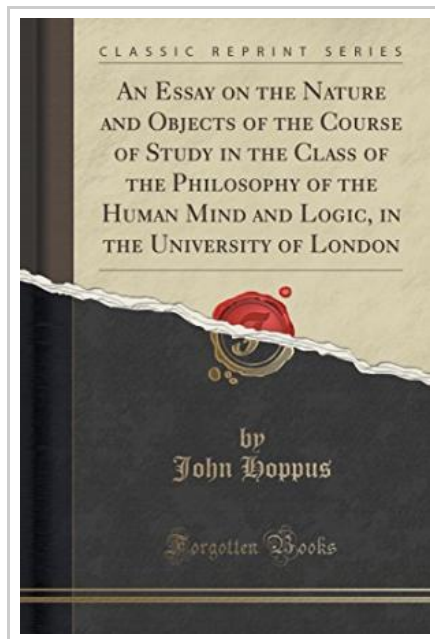 CLASSIC REPRINT SERIES
AN ESSAY ON THE NATURE
AND OBJECTS OF THE COURSE
OF STUDY IN THE CLASS OF
THE PHILOSOPHY OF THE
HUMAN MIND AND LOGIC, IN
THE UNIVERSITY OF LONDON
by
John Hoppus
Forgotten Books